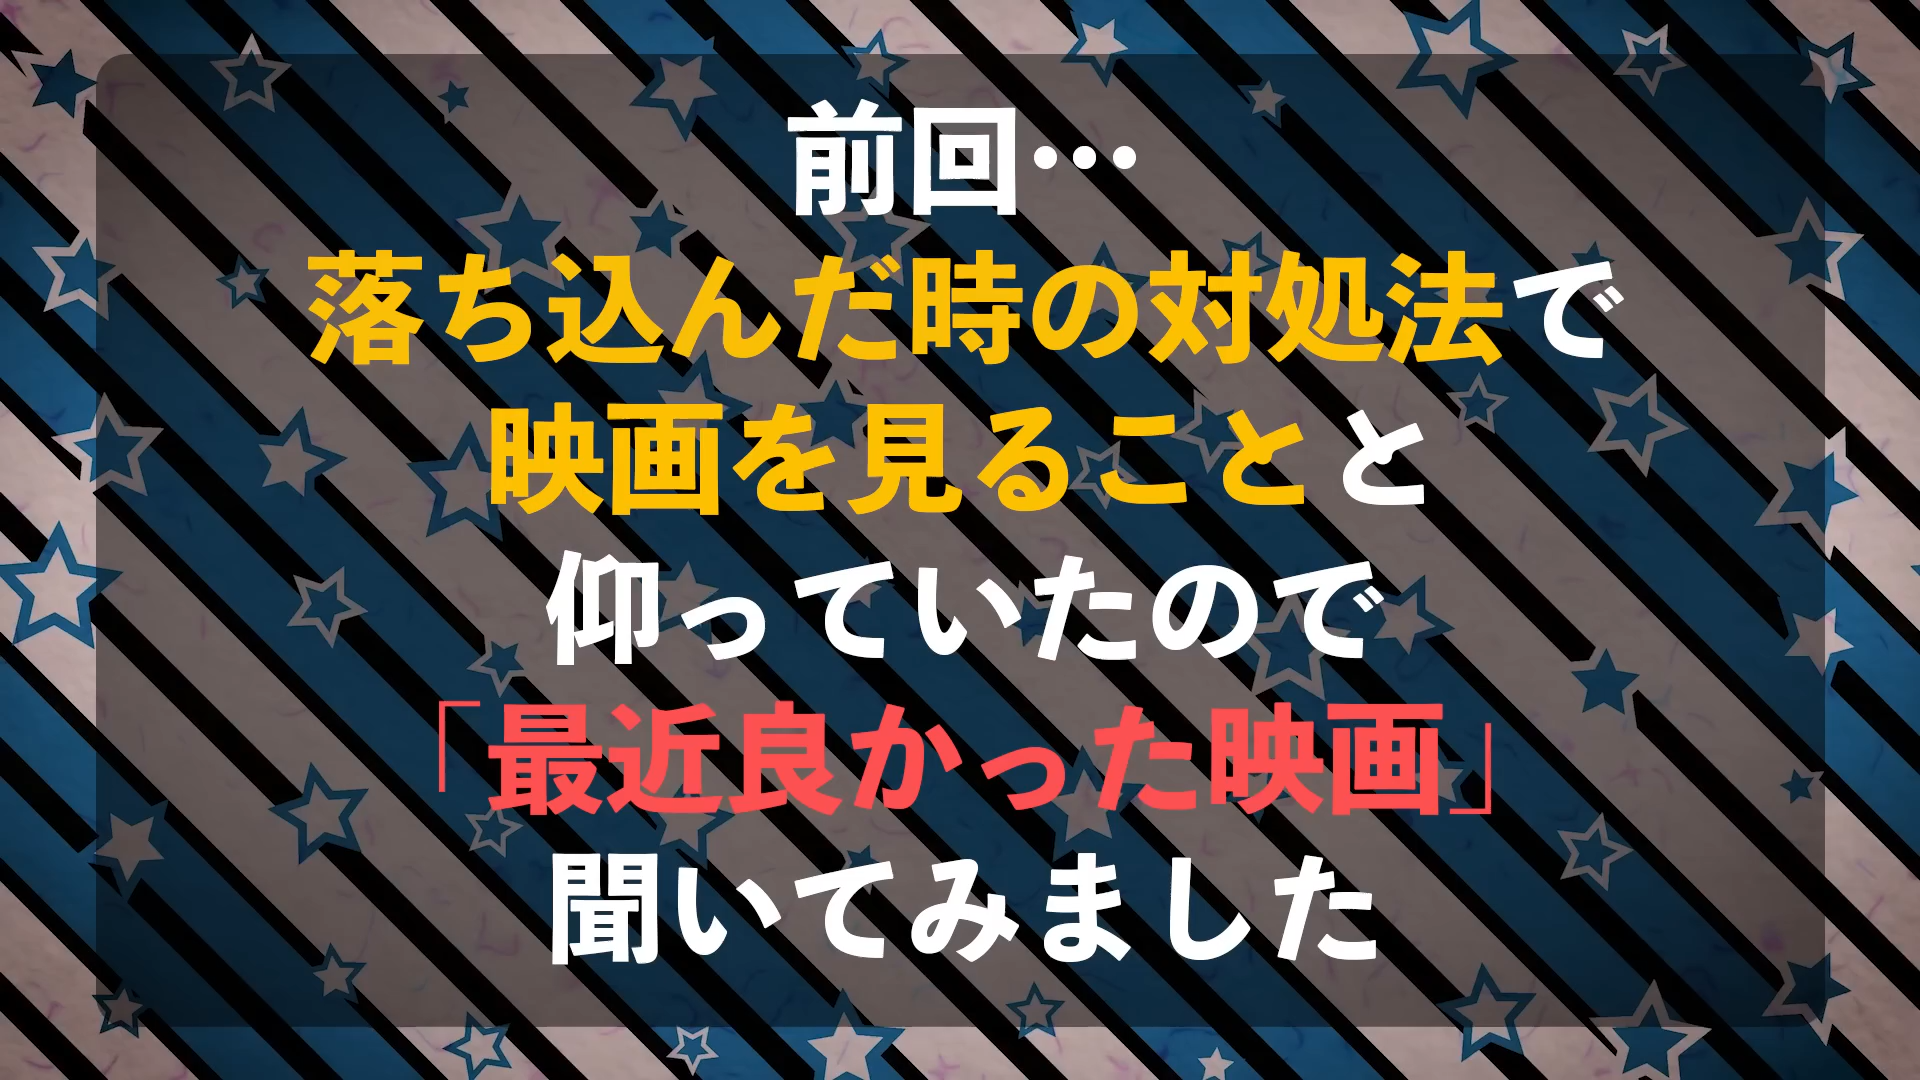 前回…
落ち込んだ時の対処法で
映画を見ることと
仰っていたので
「最近良かった映画」
聞いてみました